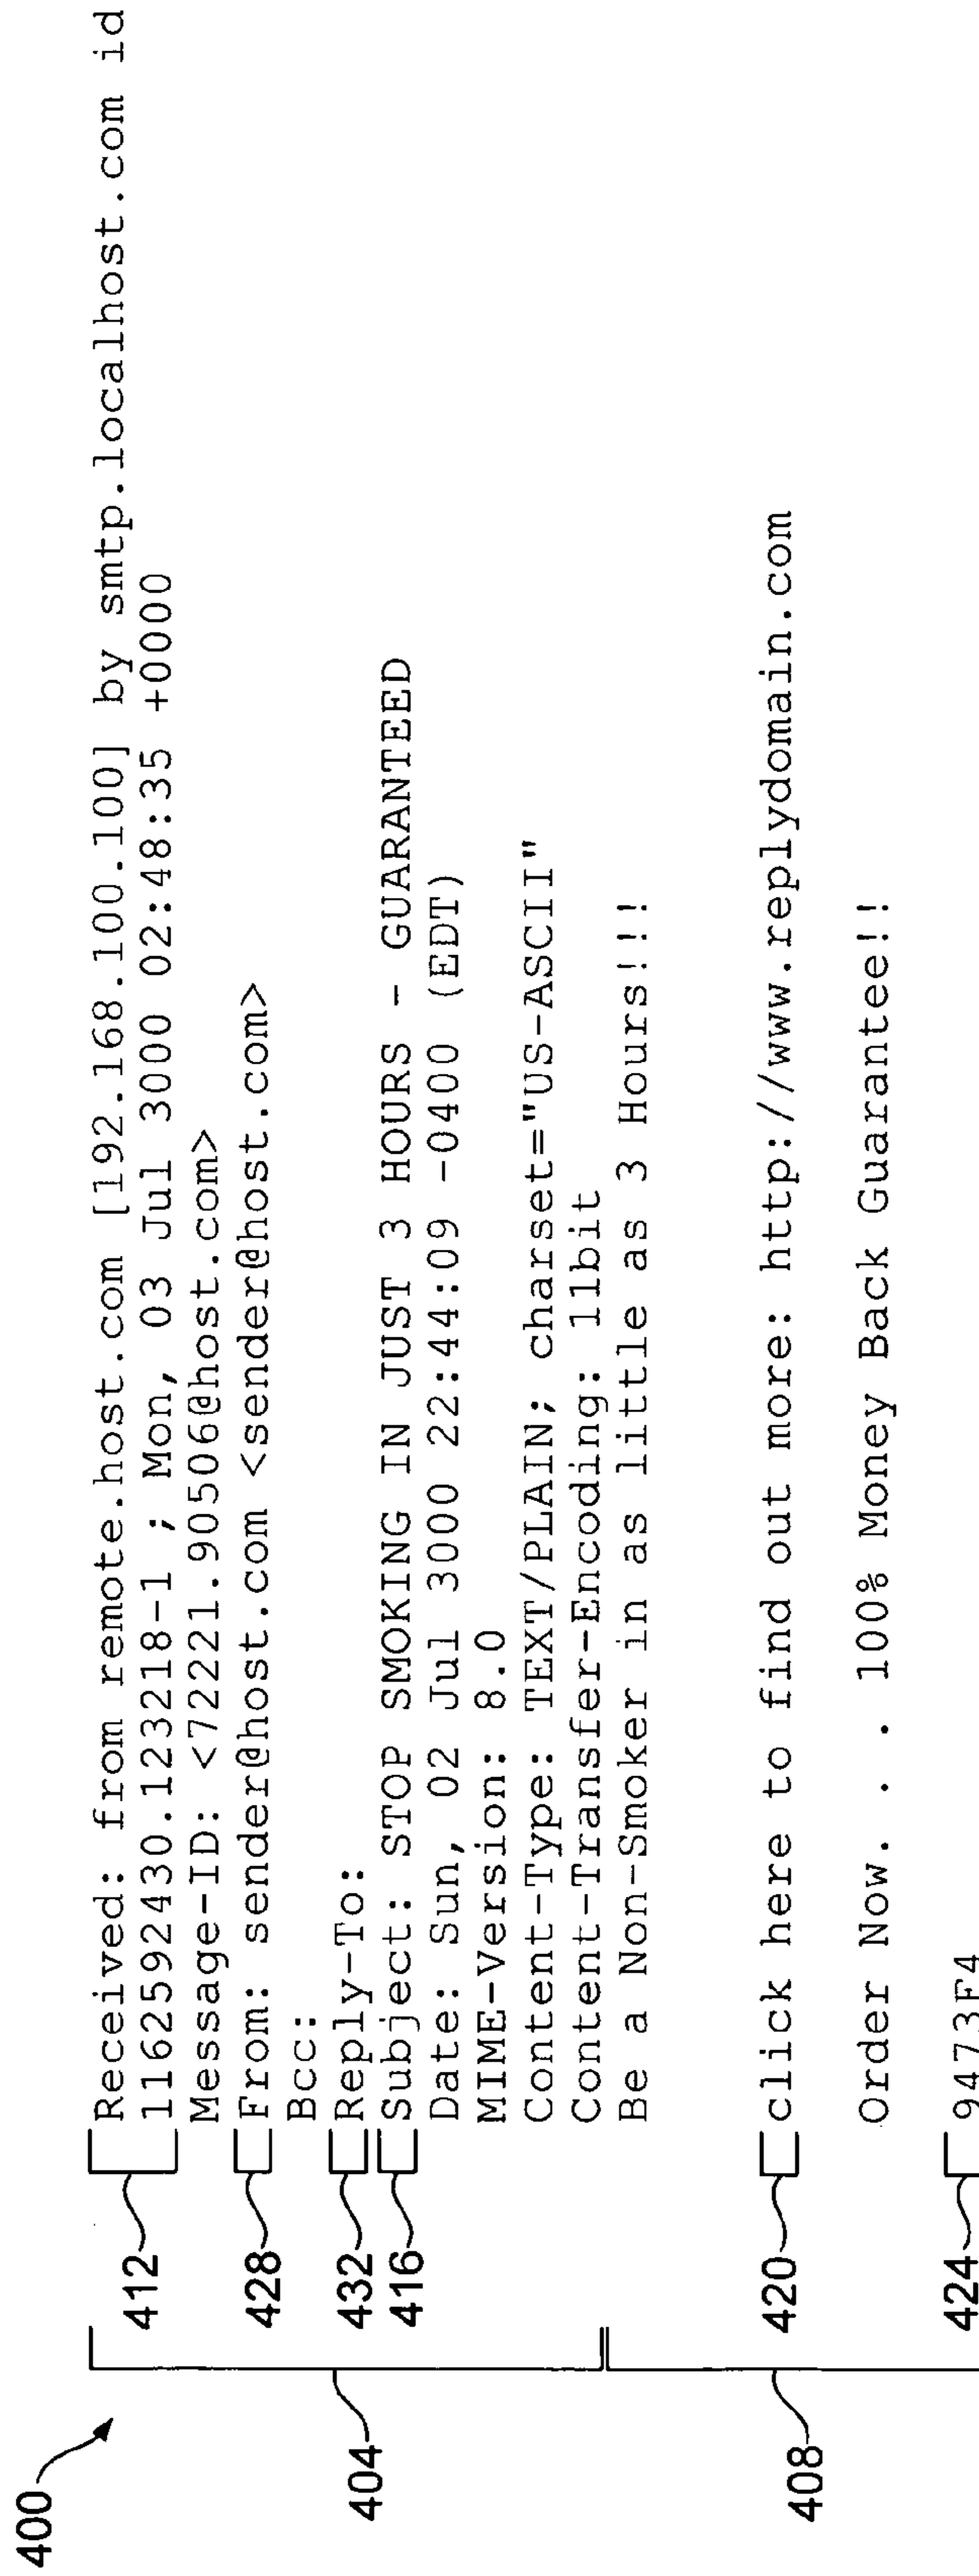 400
404
412
Received: from remote.host.com [192.168.100.100] by smtp.localhost.com id
1162592430.123218-1 ; Mon, 03 Jul 3000 02:48:35 +0000
Message-ID: <72221.90506@host.com>
428
From: sender@host.com <sender@host.com>
Bcc:
432
Reply-To:
416
Subject: STOP SMOKING IN JUST 3 HOURS - GUARANTEED
Date: Sun, 02 Jul 3000 22:44:09 -0400 (EDT)
MIME-Version: 8.0
Content-Type: TEXT/PLAIN; charset="US-ASCII"
Content-Transfer-Encoding: 11bit
408
Be a Non-Smoker in as little as 3 Hours!!!!
420
click here to find out more: http://www.replydomain.com
Order Now. . . 100% Money Back Guarantee!!
424
9473F4